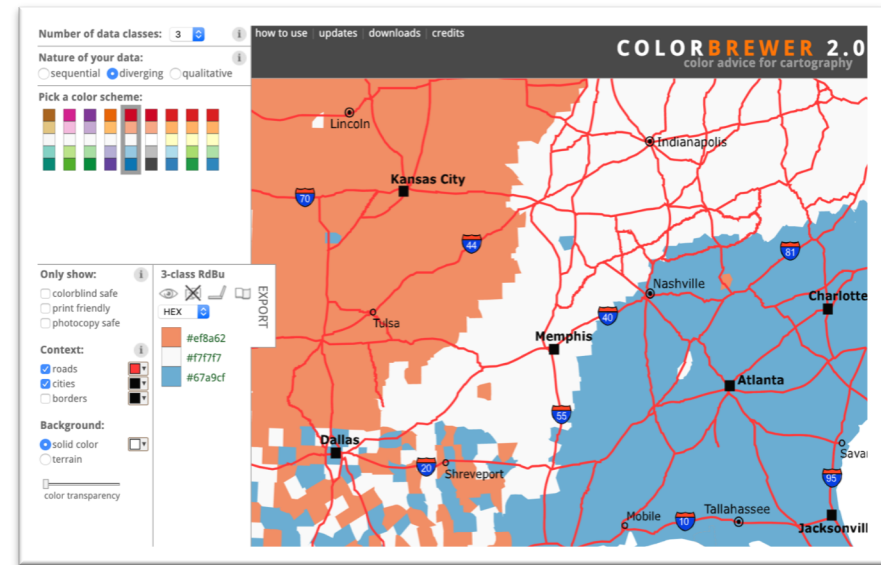 Number of data classes: 3 i
Nature of your data: i
sequential diverging qualitative
Pick a color scheme:
how to use | updates | downloads | credits
COLORBREWER 2.0
color advice for cartography
Only show: i
colorblind safe
print friendly
photocopy safe
Context: i
roads
cities
borders
Background:
solid color
terrain
color transparency
3-class RdBu
HEX
EXPORT
#ef8a62
#f7f7f7
#67a9cf
Lincoln
Indianapolis
Kansas City
70
44
81
Nashville
Charlotte
40
Tulsa
Memphis
Atlanta
55
Dallas
20
Shreveport
Sava
95
Mobile
10
Tallahassee
Jacksonvil